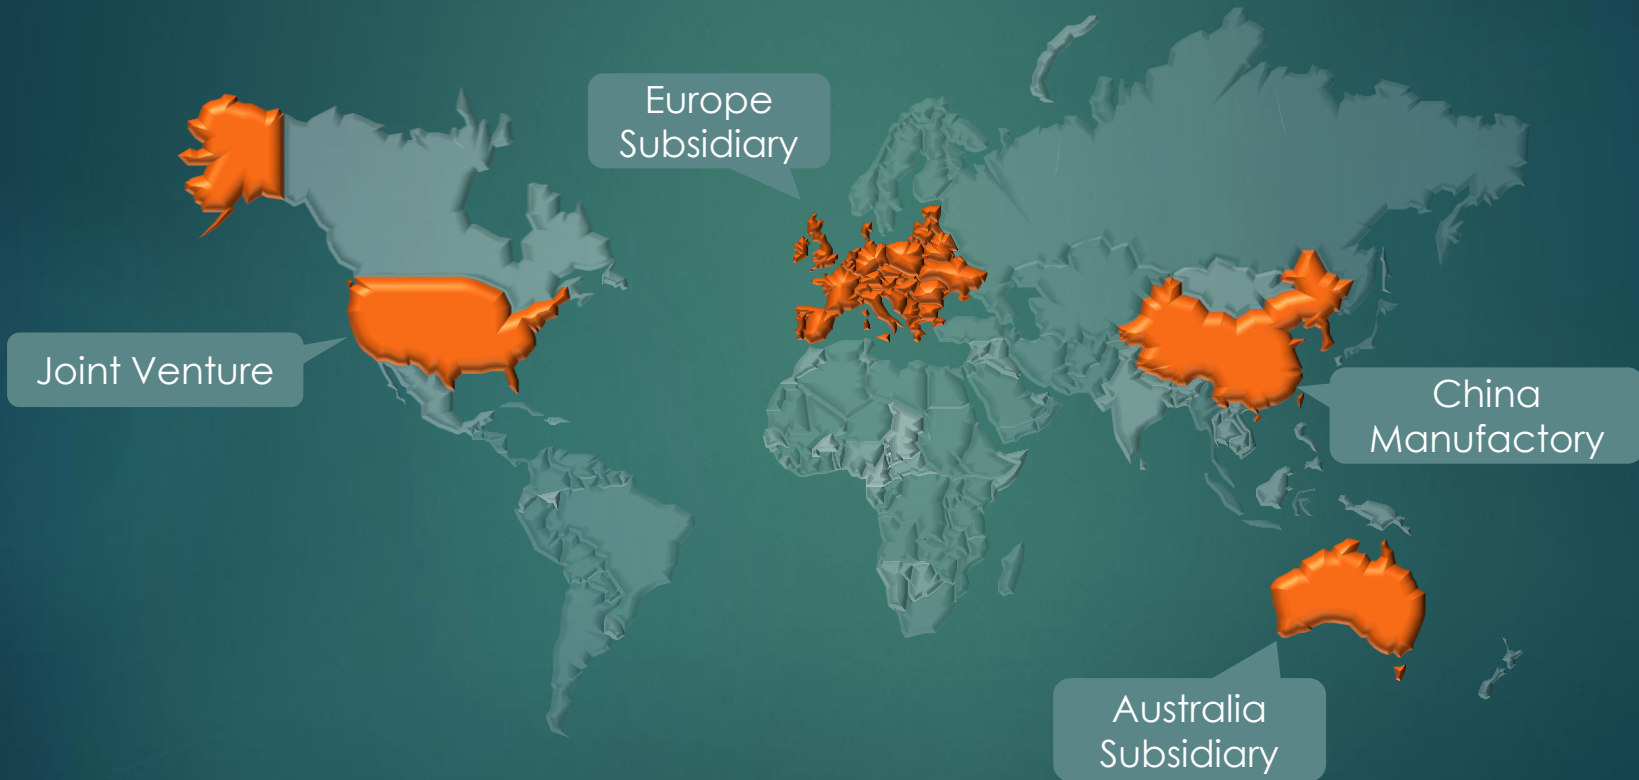 Europe
Subsidiary
Joint Venture
China
Manufactory
Australia
Subsidiary